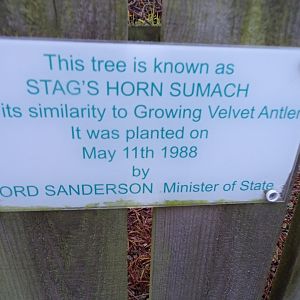 This tree is known as
STAG'S HORN SUMACH
its similarity to Growing Velvet Antler
It was planted on
May 11th 1988
by
ORD SANDERSON Minister of State